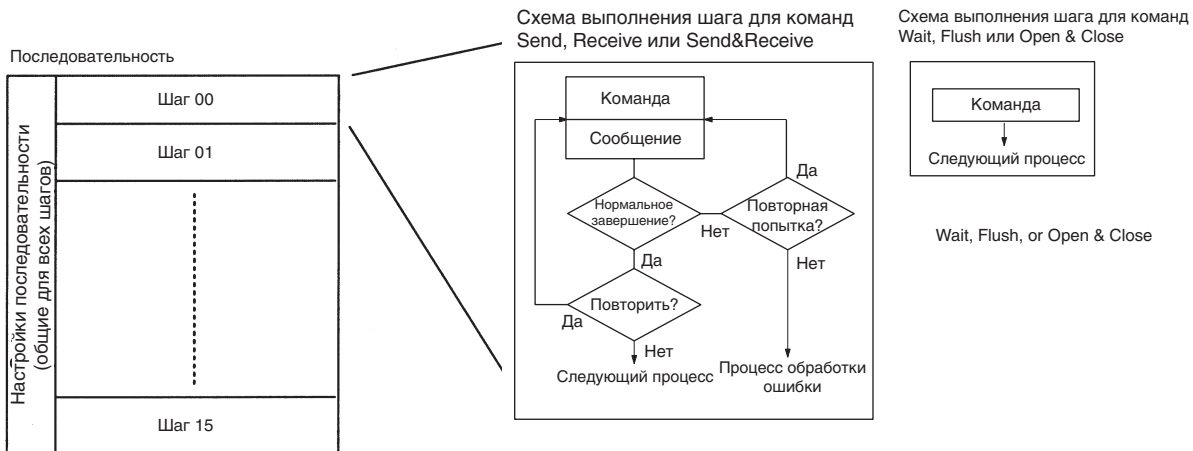 Последовательность
Настройки последовательности
(общие для всех шагов)
Шаг 00
Шаг 01
Шаг 15
Схема выполнения шага для команд
Send, Receive или Send&Receive
Команда
Сообщение
Нормальное
завершение?
Нет
Повторная
попытка?
Да
Нет
Да
Повторить?
Да
Нет
Следующий процесс
Процесс обработки
ошибки
Схема выполнения шага для команд
Wait, Flush или Open & Close
Команда
Следующий процесс
Wait, Flush, or Open & Close